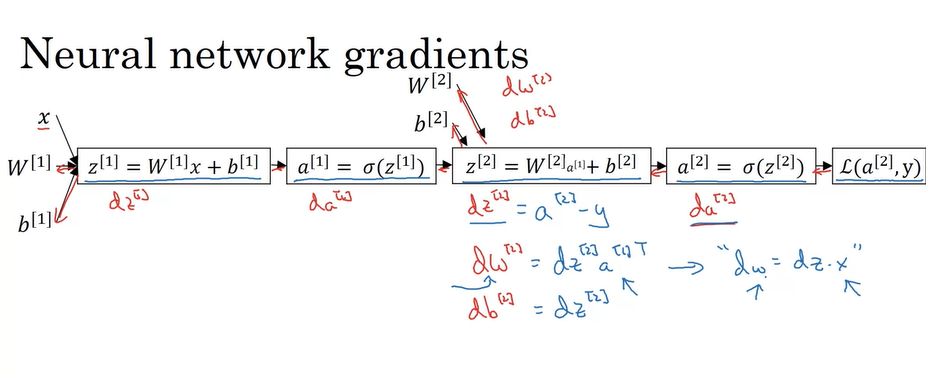 Neural network gradients
W^[2] dw^[2]
b^[2] db^[2]
x
W^[1] z^[1] = W^[1]x + b^[1] a^[1] = σ(z^[1]) z^[2] = W^[2]a^[1] + b^[2] a^[2] = σ(z^[2]) ℒ(a^[2], y)
b^[1] dz^[1] da^[1] dz^[2] = a^[2] - y da^[2]
dw^[2] = dz^[2] a^[1]T → "dw = dz · x"
db^[2] = dz^[2]